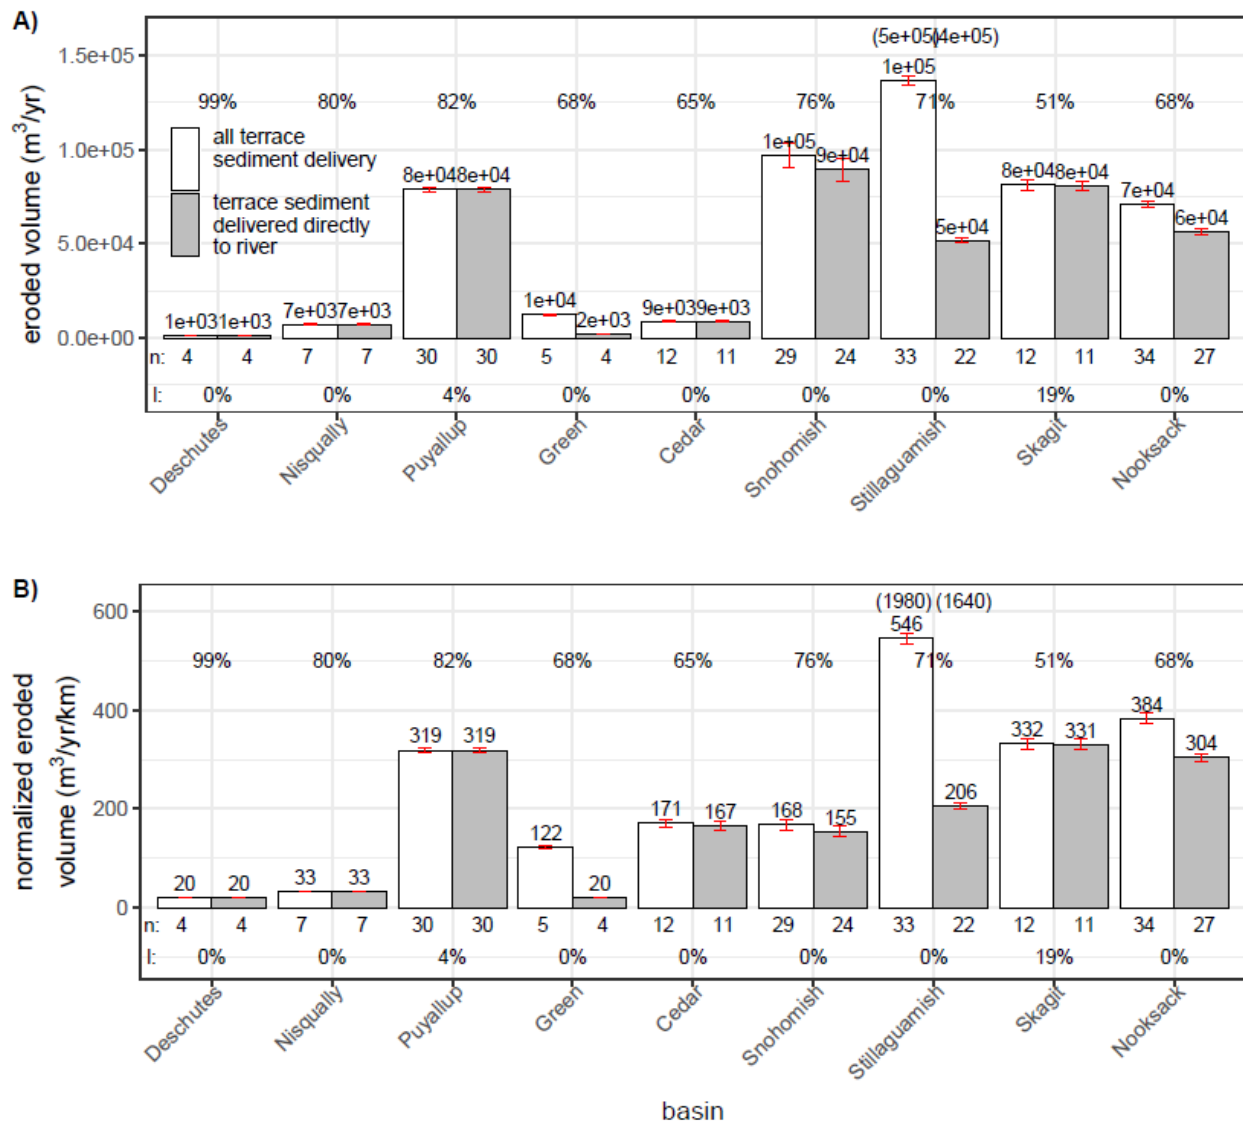 A)
eroded volume (m³/yr)
1.5e+05
1.0e+05
5.0e+04
0.0e+00
(5e+05)(4e+05)
99% 80% 82% 68% 65% 76% 71% 51% 68%
all terrace
sediment delivery
terrace sediment
delivered directly
to river
1e+03 1e+03 7e+03 7e+03 8e+04 8e+04 1e+04 2e+03 9e+03 9e+03 1e+05 9e+04 1e+05 5e+04 8e+04 8e+04 7e+04 6e+04
n: 4 4 7 7 30 30 5 4 12 11 29 24 33 22 12 11 34 27
l: 0% 0% 4% 0% 0% 0% 0% 19% 0%
Deschutes Nisqually Puyallup Green Cedar Snohomish Stillaguamish Skagit Nooksack
B)
normalized eroded
volume (m³/yr/km)
600
400
200
0
(1980) (1640)
99% 80% 82% 68% 65% 76% 71% 51% 68%
20 20 33 33 319 319 122 20 171 167 168 155 546 206 332 331 384 304
n: 4 4 7 7 30 30 5 4 12 11 29 24 33 22 12 11 34 27
l: 0% 0% 4% 0% 0% 0% 0% 19% 0%
Deschutes Nisqually Puyallup Green Cedar Snohomish Stillaguamish Skagit Nooksack
basin